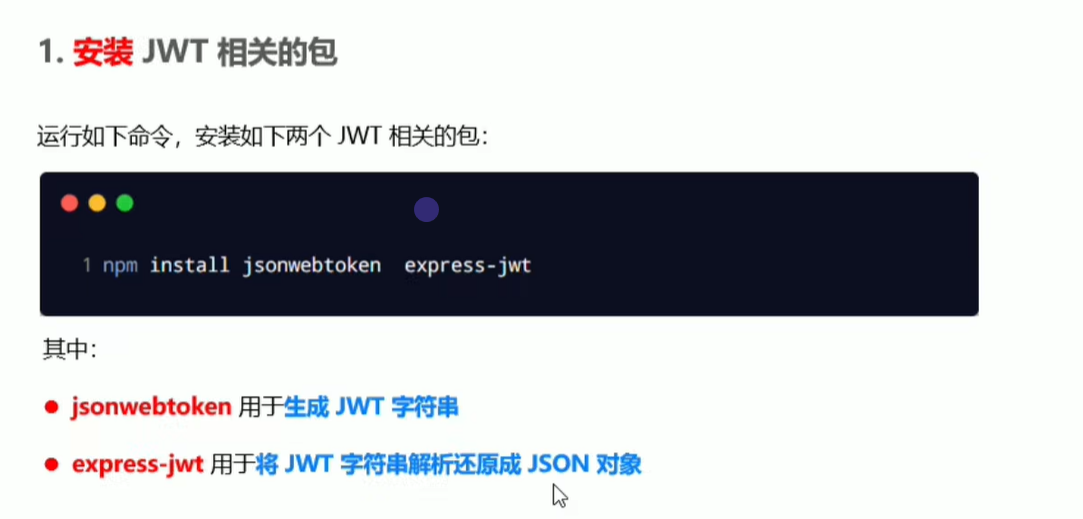 1. 安装 JWT 相关的包
运行如下命令，安装如下两个 JWT 相关的包：
1 npm install jsonwebtoken  express-jwt
其中：
● jsonwebtoken 用于生成 JWT 字符串
● express-jwt 用于将 JWT 字符串解析还原成 JSON 对象